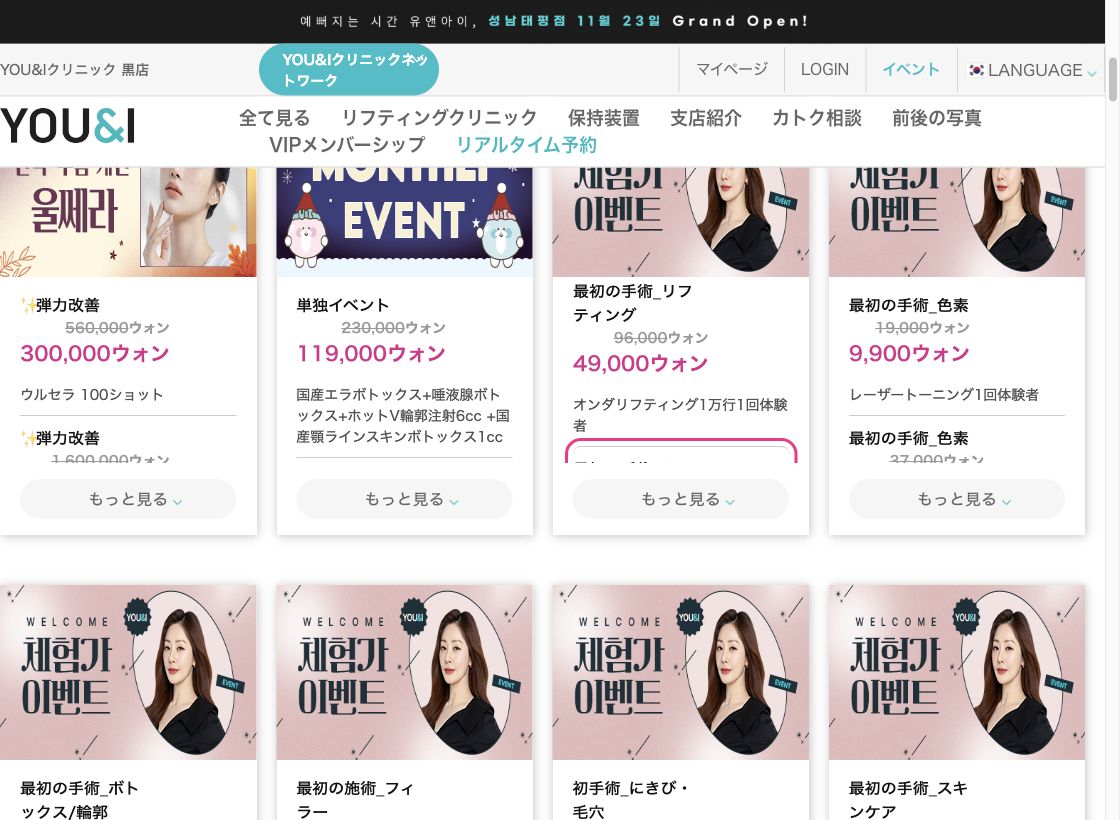 예뻐지는 시간 유앤아이, 성남태평점 11월 23일 Grand Open!
YOU&Iクリニック 黒店
YOU&Iクリニックネットワーク
マイページ
LOGIN
イベント
LANGUAGE
YOU&I
全て見る
リフティングクリニック
保持装置
支店紹介
カトク相談
前後の写真
VIPメンバーシップ
リアルタイム予約
울쎄라
✨弾力改善
560,000ウォン
300,000ウォン
ウルセラ 100ショット
✨弾力改善
1,600,000ウォン
もっと見る
MONTHLY
EVENT
単独イベント
230,000ウォン
119,000ウォン
国産エラボトックス+唾液腺ボト
ックス+ホットV輪郭注射6cc +国
産顎ラインスキンボトックス1cc
もっと見る
체험가
이벤트
EVENT
最初の手術_リフ
ティング
96,000ウォン
49,000ウォン
オンダリフティング1万行1回体験
者
もっと見る
체험가
이벤트
EVENT
最初の手術_色素
19,000ウォン
9,900ウォン
レーザートーニング1回体験者
最初の手術_色素
37,000ウォン
もっと見る
WELCOME
YOU&I
체험가
이벤트
EVENT
最初の手術_ボト
ックス/輪郭
WELCOME
YOU&I
체험가
이벤트
EVENT
最初の施術_フィ
ラー
WELCOME
YOU&I
체험가
이벤트
EVENT
初手術_にきび・
毛穴
WELCOME
YOU&I
체험가
이벤트
EVENT
最初の手術_スキ
ンケア